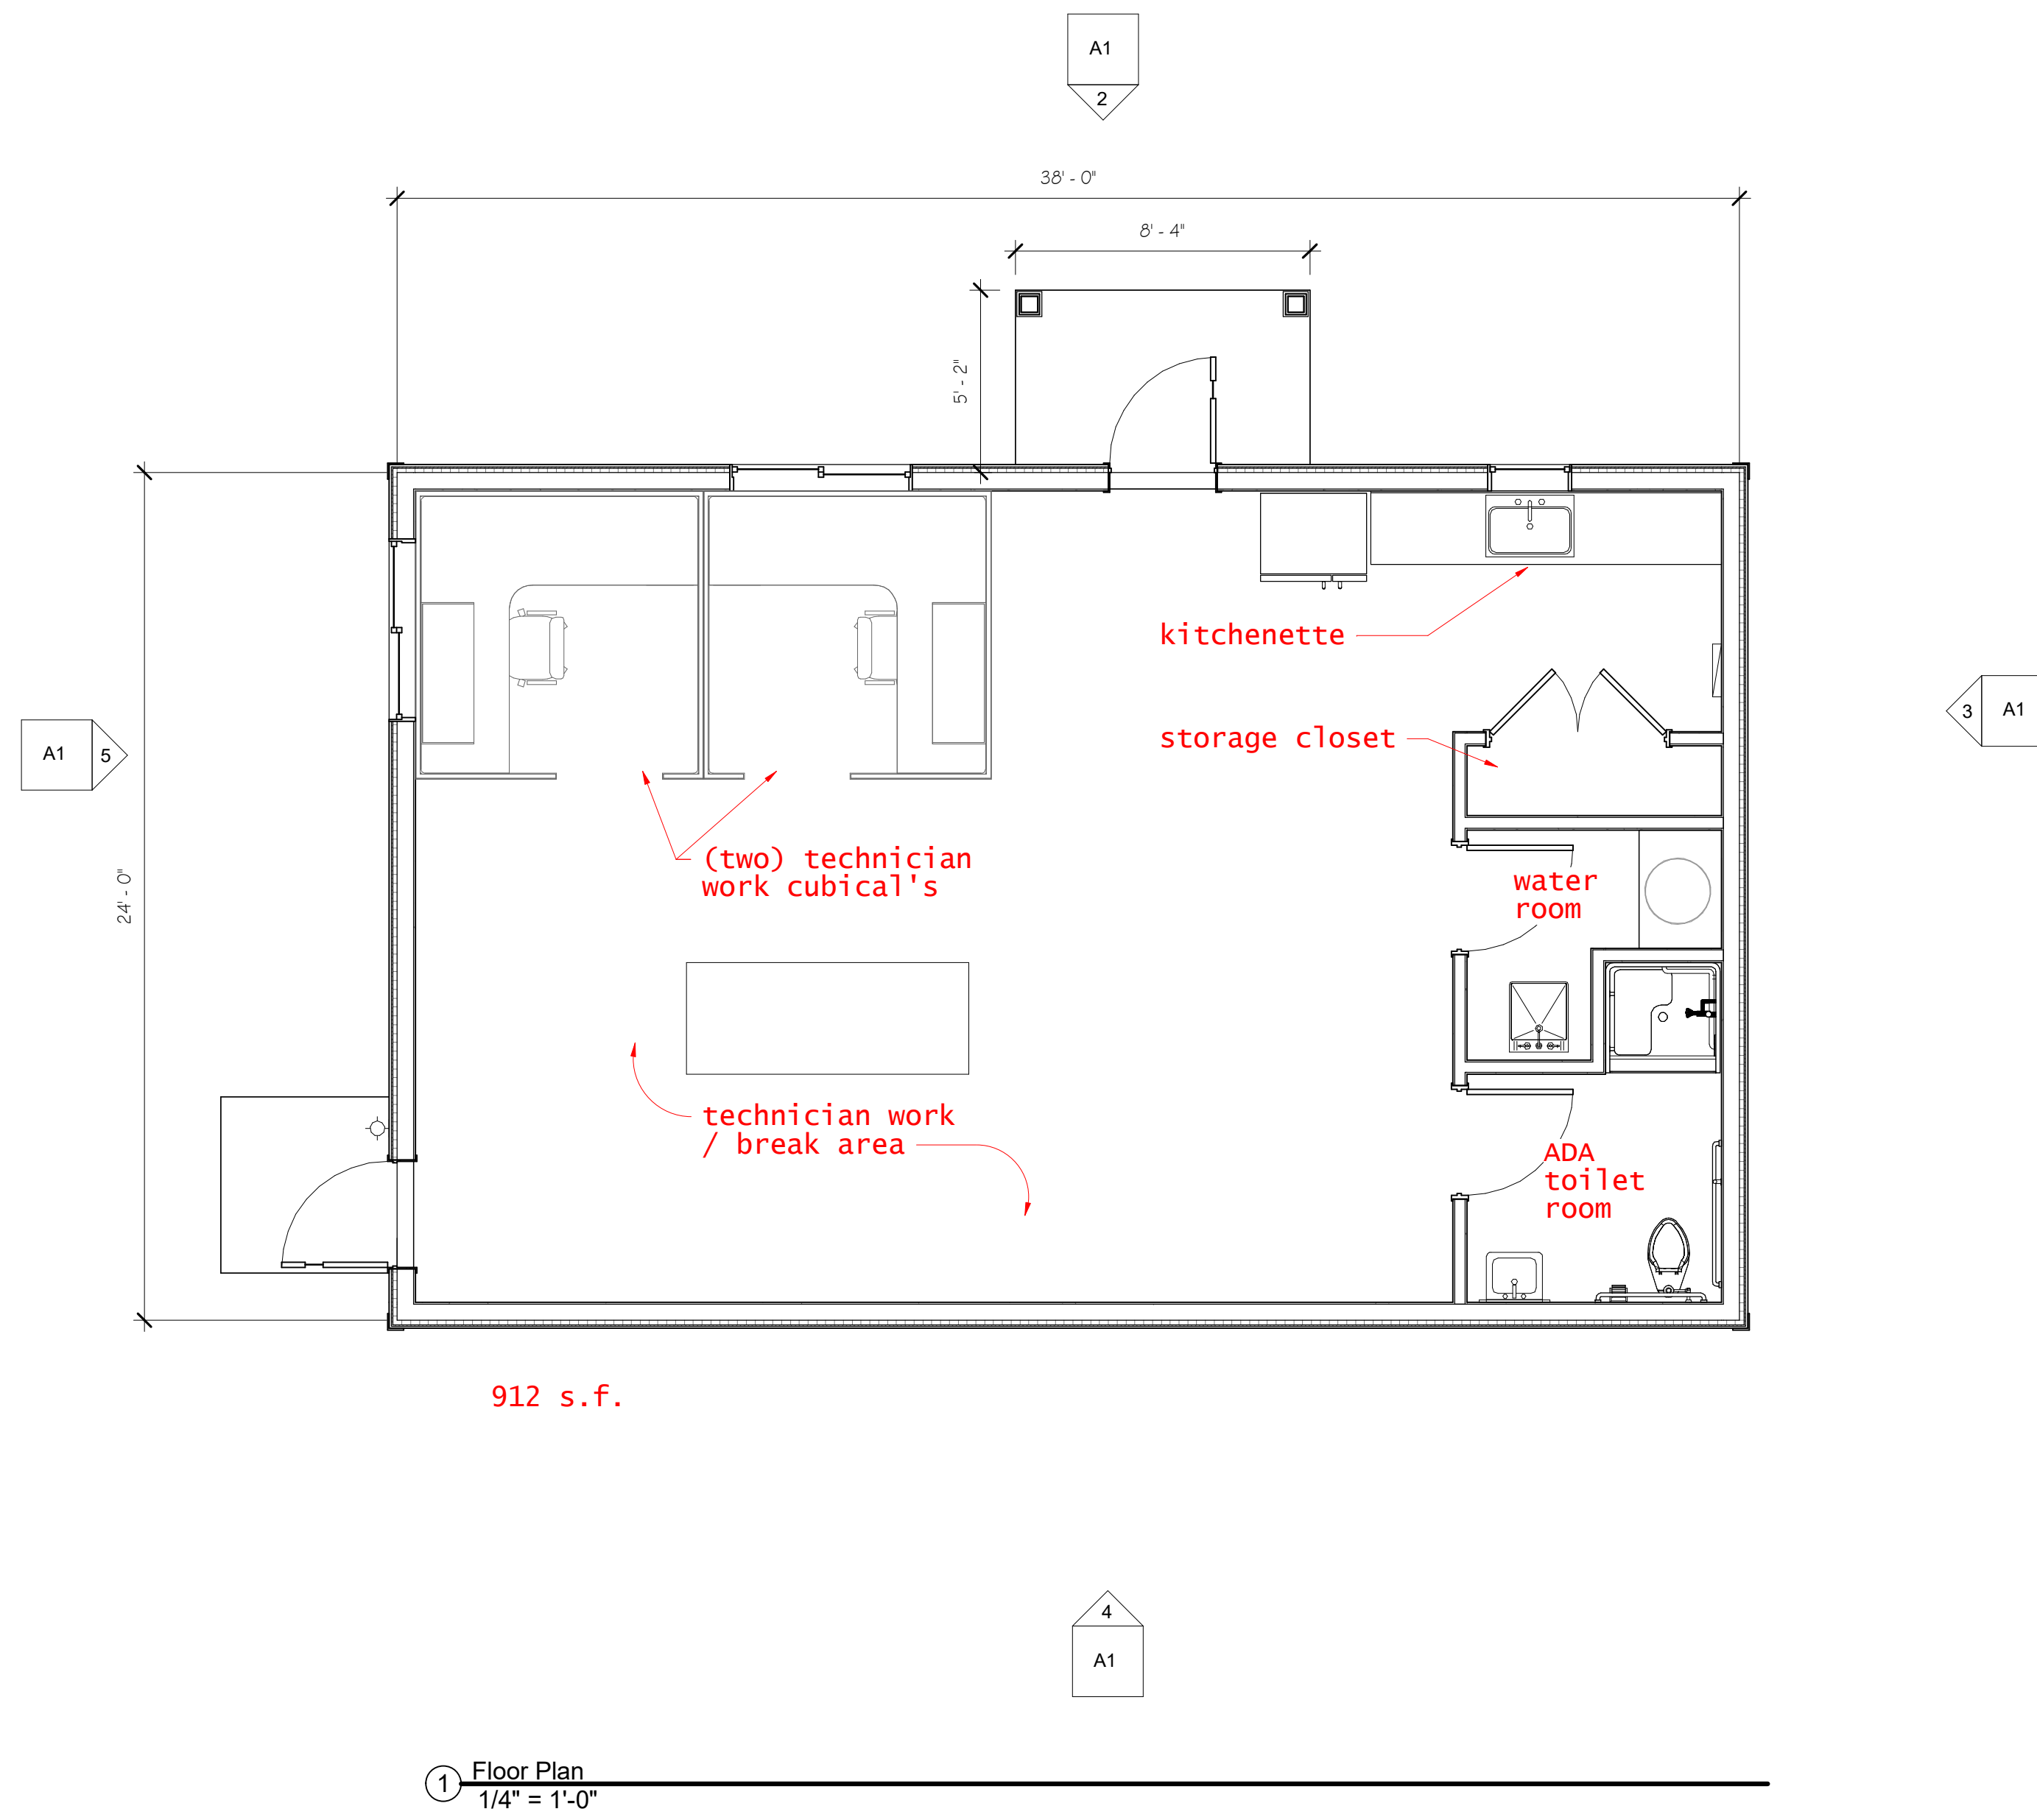 A1
2
38' - 0"
8' - 4"
5' - 2"
kitchenette
storage closet
3
A1
A1
5
24' - 0"
(two) technician
work cubical's
water
room
technician work
/ break area
ADA
toilet
room
912 s.f.
4
A1
1
Floor Plan
1/4" = 1'-0"